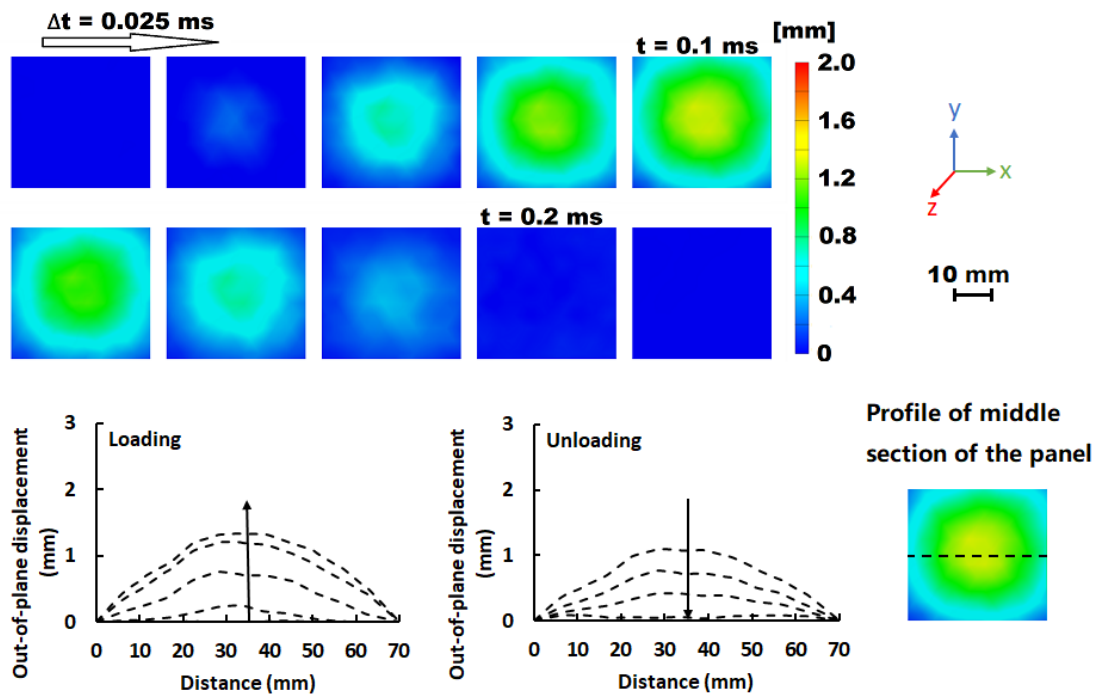 Δt = 0.025 ms
t = 0.1 ms
[mm]
2.0
1.6
1.2
0.8
0.4
0
y
x
z
t = 0.2 ms
10 mm
Out-of-plane displacement
(mm)
3
2
1
0
Loading
0 10 20 30 40 50 60 70
Distance (mm)
Out-of-plane displacement
(mm)
3
2
1
0
Unloading
0 10 20 30 40 50 60 70
Distance (mm)
Profile of middle
section of the panel